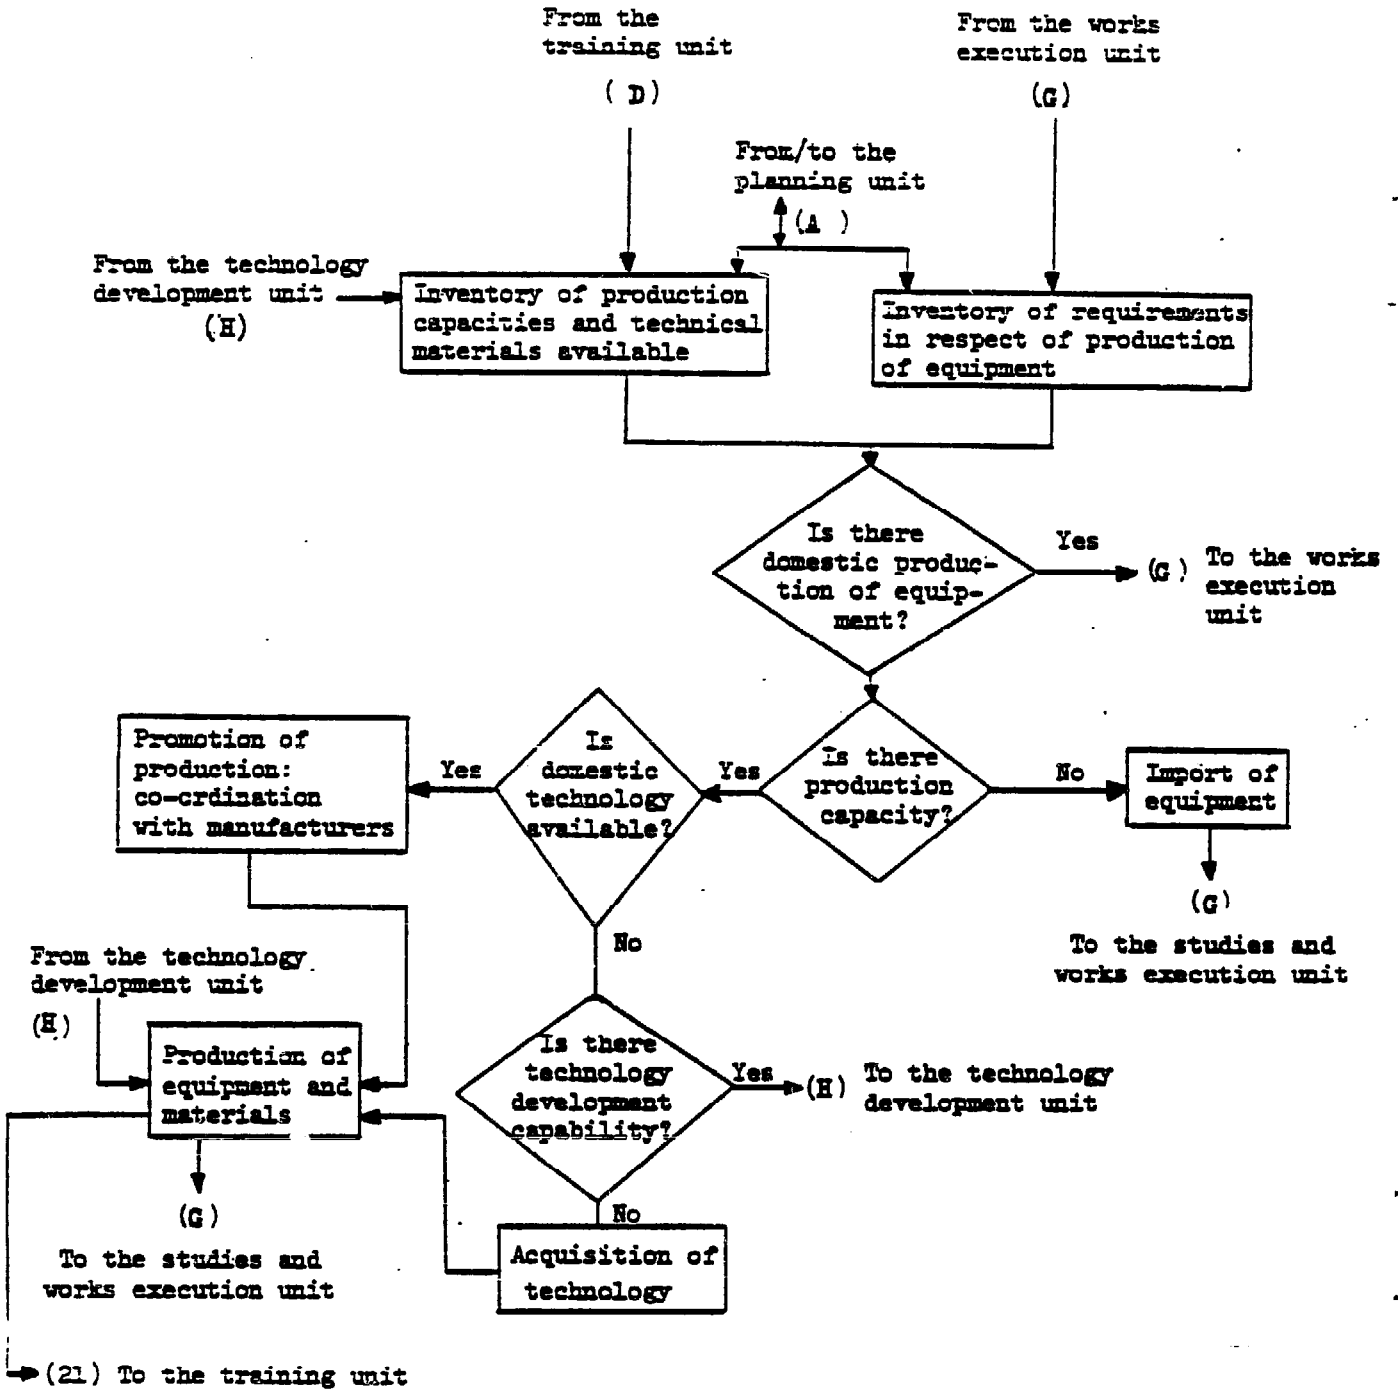 From the
training unit
(D)
From the works
execution unit
(G)
From/to the
planning unit
(A )
From the technology
development unit
(H)
Inventory of production
capacities and technical
materials available
Inventory of requirements
in respect of production
of equipment
Is there
domestic produc-
tion of equip-
ment?
Yes
(G) To the works
execution
unit
Promotion of
production:
co-ordination
with manufacturers
Yes
Is
domestic
technology
available?
Yes
Is there
production
capacity?
No
Import of
equipment
(G)
To the studies and
works execution unit
No
From the technology
development unit
(H)
Production of
equipment and
materials
Is there
technology
development
capability?
Yes
(H) To the technology
development unit
(G)
To the studies and
works execution unit
No
Acquisition of
technology
(21) To the training unit